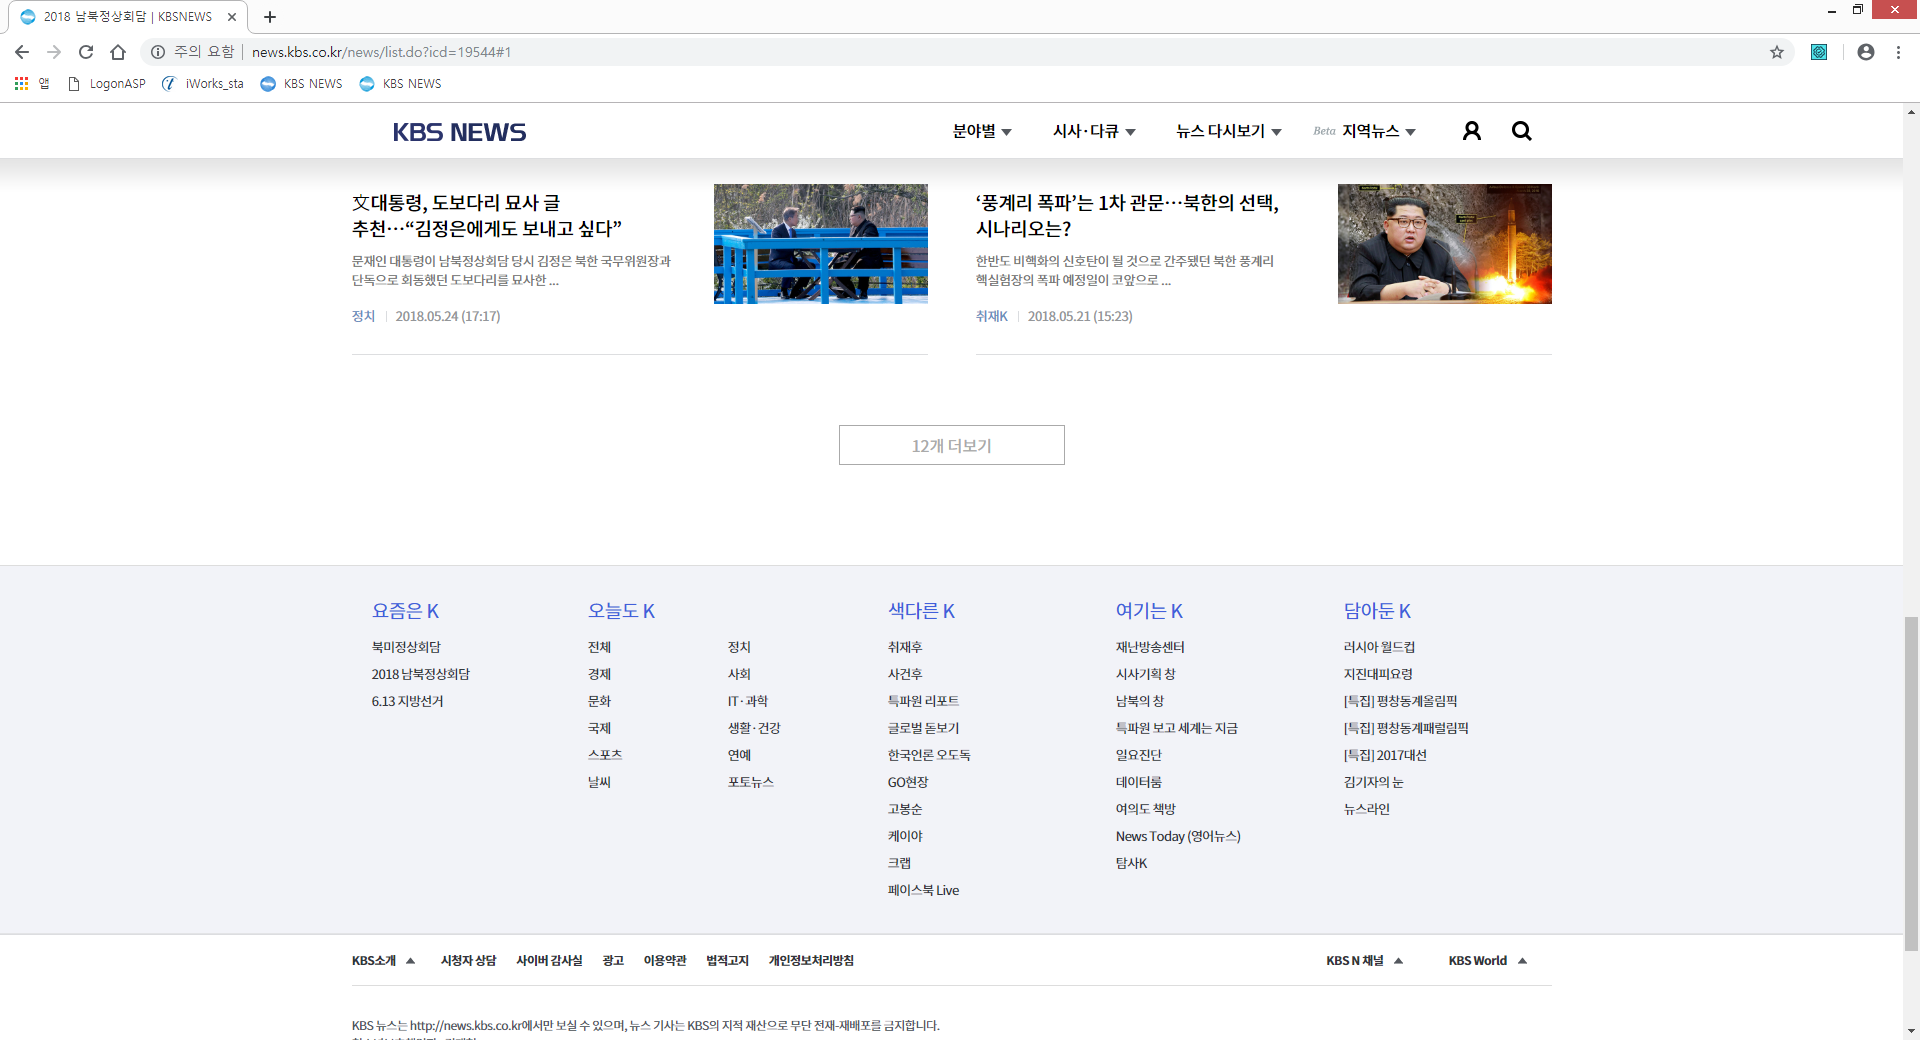 2018 남북정상회담 | KBSNEWS
주의 요함 | news.kbs.co.kr/news/list.do?icd=19544#1
앱 LogonASP iWorks_sta KBS NEWS KBS NEWS
KBS NEWS 분야별 시사·다큐 뉴스 다시보기 Beta 지역뉴스
文대통령, 도보다리 묘사 글
추천…“김정은에게도 보내고 싶다”
문재인 대통령이 남북정상회담 당시 김정은 북한 국무위원장과
단독으로 회동했던 도보다리를 묘사한 ...
정치 | 2018.05.24 (17:17)
‘풍계리 폭파’는 1차 관문…북한의 선택,
시나리오는?
한반도 비핵화의 신호탄이 될 것으로 간주됐던 북한 풍계리
핵실험장의 폭파 예정일이 코앞으로 ...
취재K | 2018.05.21 (15:23)
12개 더보기
요즘은 K
북미정상회담
2018 남북정상회담
6.13 지방선거
오늘도 K
전체 정치
경제 사회
문화 IT·과학
국제 생활·건강
스포츠 연예
날씨 포토뉴스
색다른 K
취재후
사건후
특파원 리포트
글로벌 돋보기
한국언론 오도독
GO현장
고봉순
케이야
크랩
페이스북 Live
여기는 K
재난방송센터
시사기획 창
남북의 창
특파원 보고 세계는 지금
일요진단
데이터룸
여의도 책방
News Today (영어뉴스)
탐사K
담아둔 K
러시아 월드컵
지진대피요령
[특집] 평창동계올림픽
[특집] 평창동계패럴림픽
[특집] 2017대선
김기자의 눈
뉴스라인
KBS소개 시청자 상담 사이버 감사실 광고 이용약관 법적고지 개인정보처리방침 KBS N 채널 KBS World
KBS 뉴스는 http://news.kbs.co.kr에서만 보실 수 있으며, 뉴스 기사는 KBS의 지적 재산으로 무단 전재-재배포를 금지합니다.